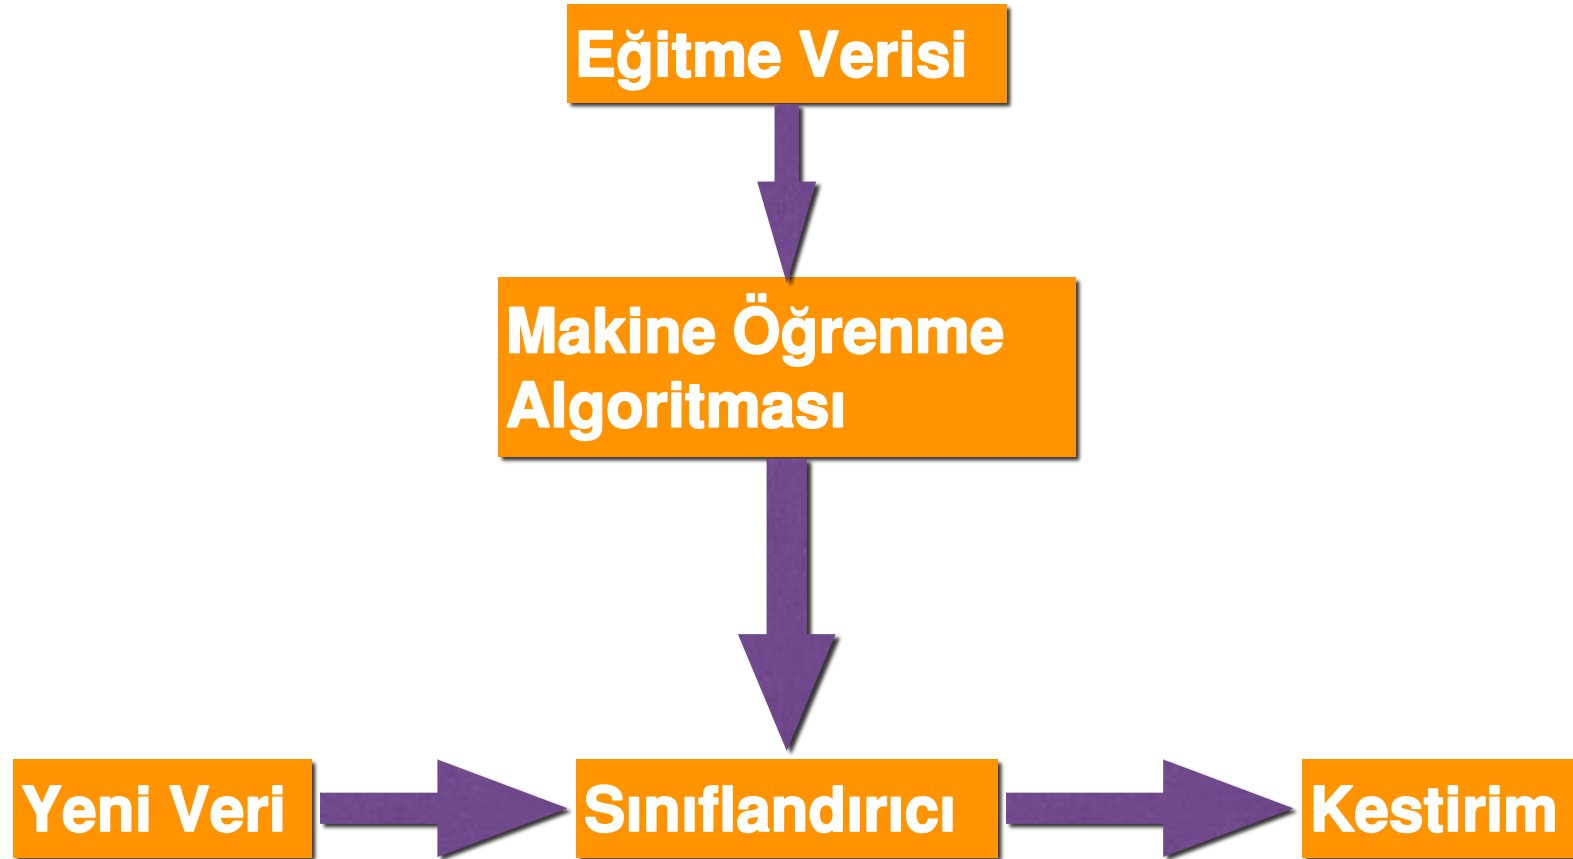 Eğitme Verisi
Makine Öğrenme
Algoritması
Yeni Veri
Sınıflandırıcı
Kestirim